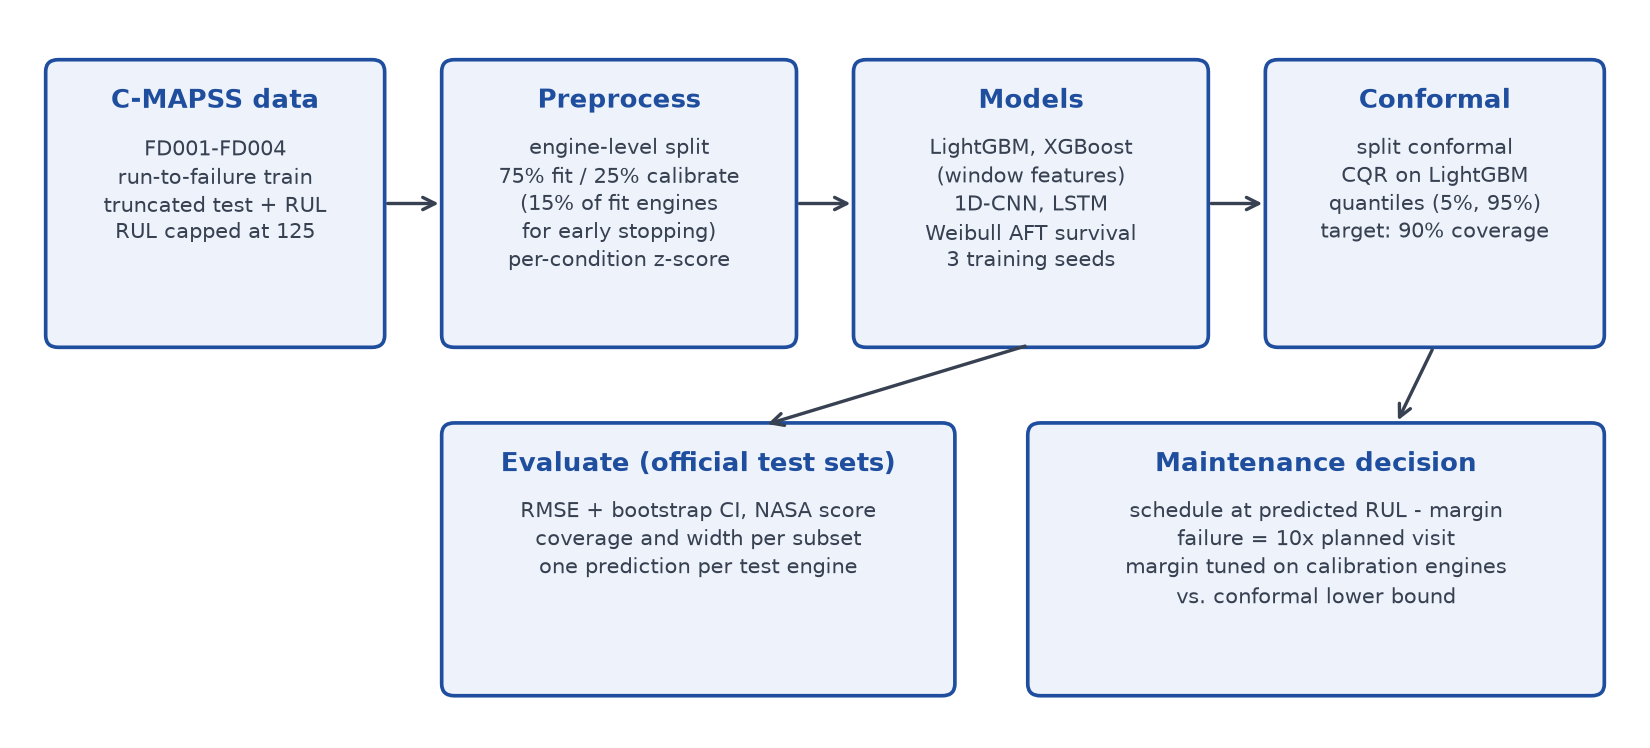 C-MAPSS data
FD001-FD004
run-to-failure train
truncated test + RUL
RUL capped at 125
Preprocess
engine-level split
75% fit / 25% calibrate
(15% of fit engines
for early stopping)
per-condition z-score
Models
LightGBM, XGBoost
(window features)
1D-CNN, LSTM
Weibull AFT survival
3 training seeds
Conformal
split conformal
CQR on LightGBM
quantiles (5%, 95%)
target: 90% coverage
Evaluate (official test sets)
RMSE + bootstrap CI, NASA score
coverage and width per subset
one prediction per test engine
Maintenance decision
schedule at predicted RUL - margin
failure = 10x planned visit
margin tuned on calibration engines
vs. conformal lower bound